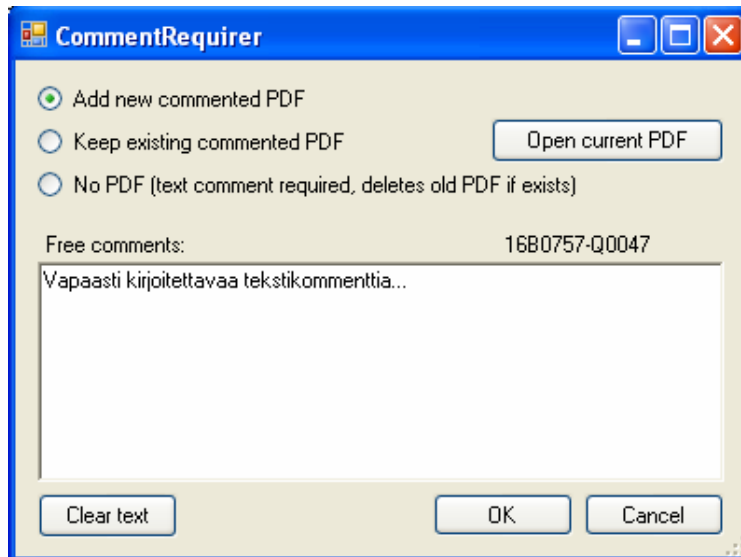 CommentRequirer
Add new commented PDF
Keep existing commented PDF
Open current PDF
No PDF (text comment required, deletes old PDF if exists)
Free comments: 16B0757-Q0047
Vapaasti kirjoitettavaa tekstikommenttia...
Clear text OK Cancel